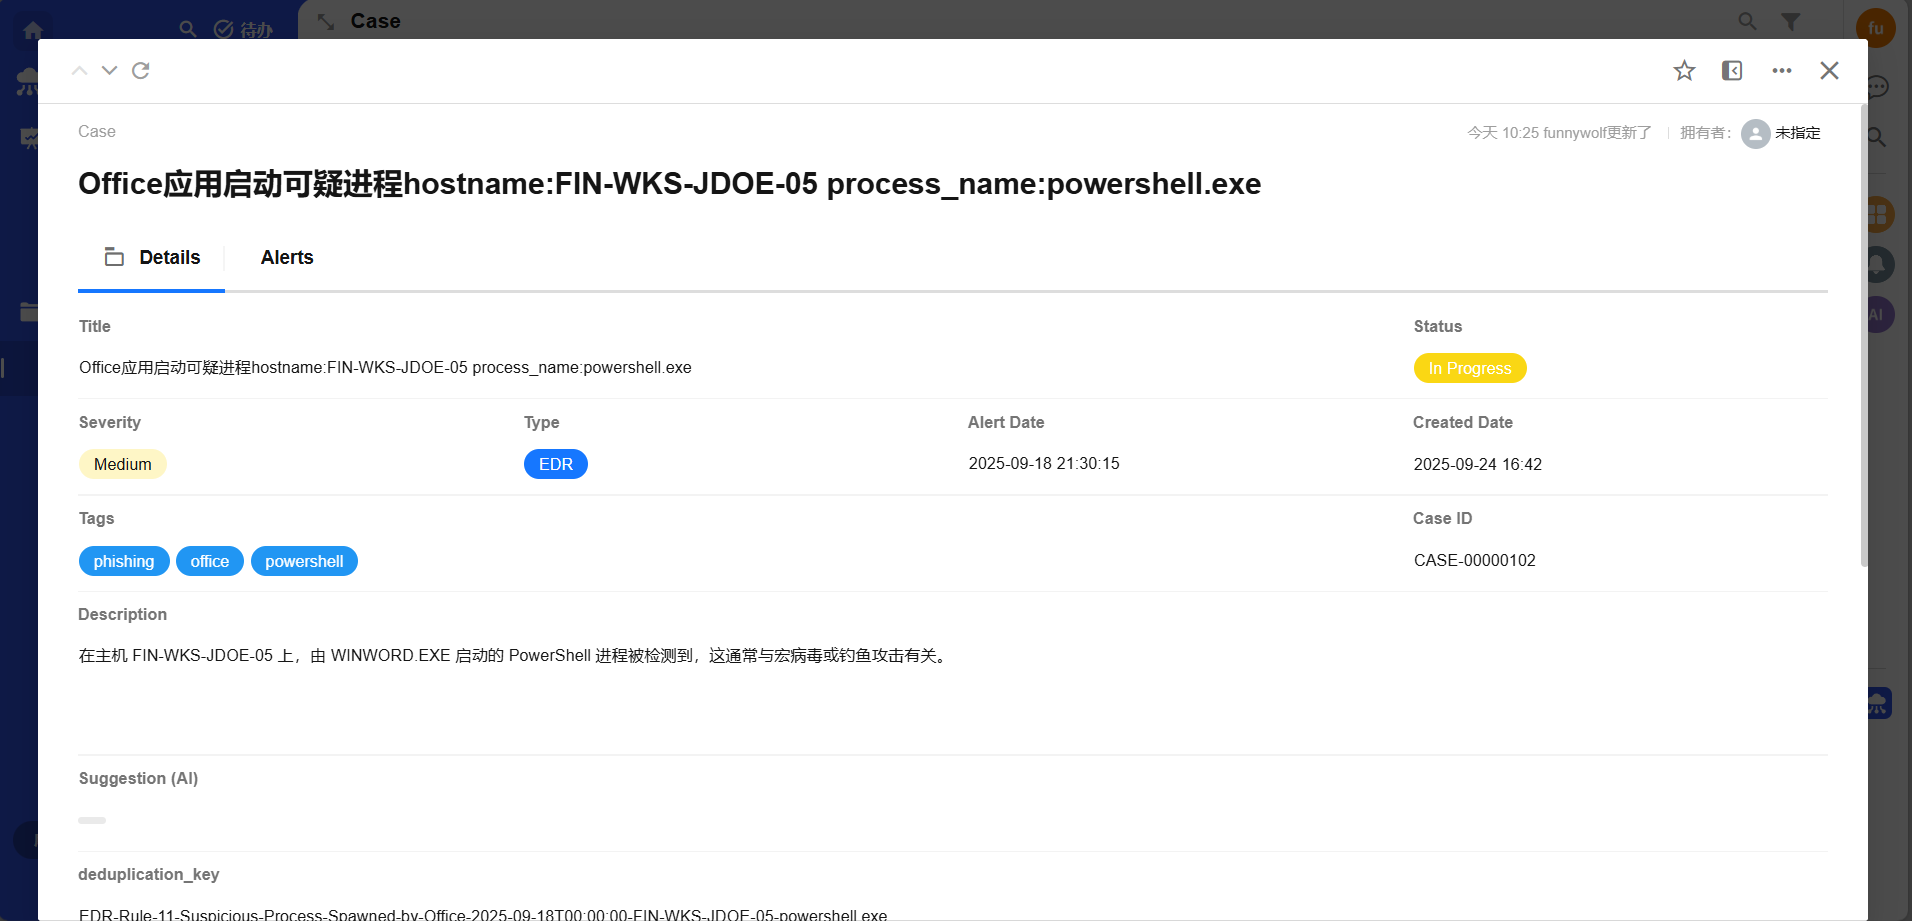 待办
Case
fu
Case
今天 10:25 funnywolf更新了
拥有者:
未指定
Office应用启动可疑进程hostname:FIN-WKS-JDOE-05 process_name:powershell.exe
Details
Alerts
AI
Title
Status
Office应用启动可疑进程hostname:FIN-WKS-JDOE-05 process_name:powershell.exe
In Progress
Severity
Type
Alert Date
Created Date
Medium
EDR
2025-09-18 21:30:15
2025-09-24 16:42
Tags
Case ID
phishing
office
powershell
CASE-00000102
Description
在主机 FIN-WKS-JDOE-05 上，由 WINWORD.EXE 启动的 PowerShell 进程被检测到，这通常与宏病毒或钓鱼攻击有关。
Suggestion (AI)
deduplication_key
EDR-Rule-11-Suspicious-Process-Spawned-by-Office-2025-09-18T00:00:00-FIN-WKS-JDOE-05-powershell.exe